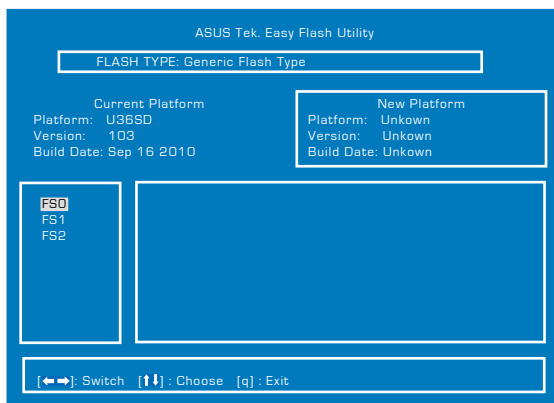 ASUS Tek. Easy Flash Utility
FLASH TYPE: Generic Flash Type
Current Platform
Platform: U36SD
Version: 103
Build Date: Sep 16 2010
New Platform
Platform: Unkown
Version: Unkown
Build Date: Unkown
FS0
FS1
FS2
[←→]: Switch [↑↓] : Choose [q] : Exit